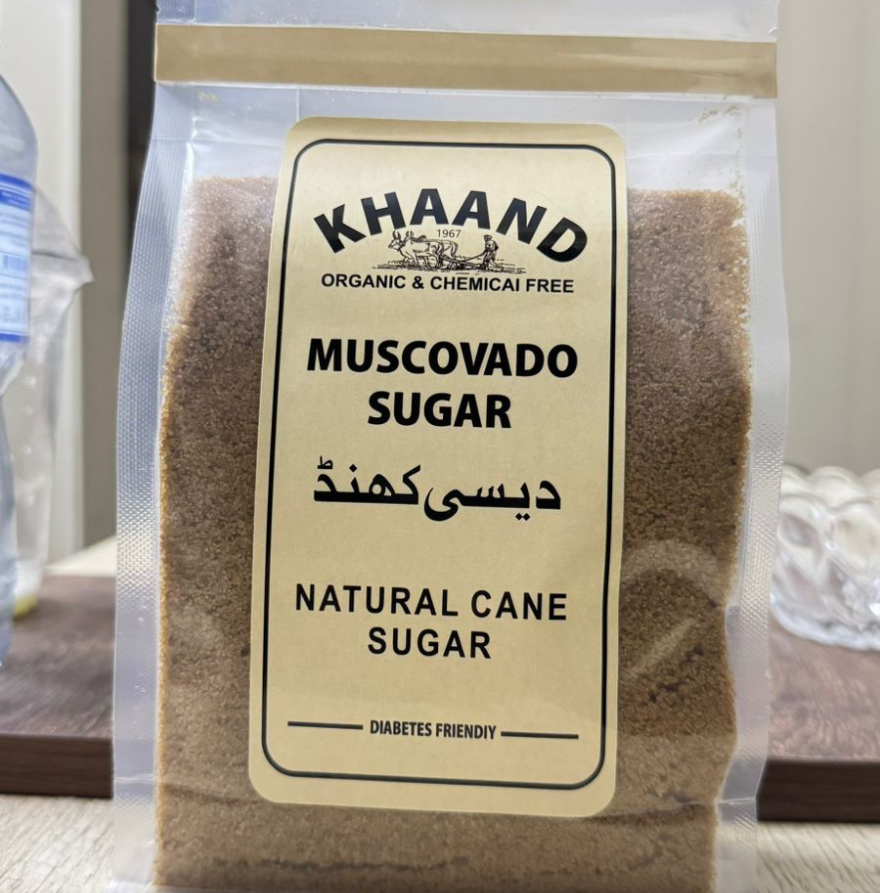 KHAAND
1967
ORGANIC & CHEMICAI FREE
MUSCOVADO
SUGAR
دیسی کھنڈ
NATURAL CANE
SUGAR
DIABETES FRIENDIY